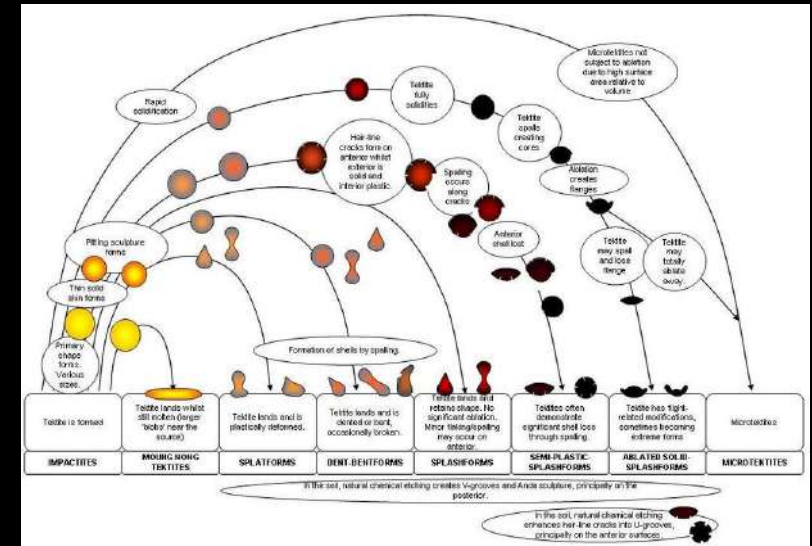 Microtektites not
subject to ablation
due to high surface
area relative to
volume
Rapid
solidification
Tektite
fully
solidifies
Tektite
spalls
creating
cores
Hair-line
cracks form on
anterior whilst
exterior is
solid and
interior plastic.
Spalling
occurs
along
cracks
Ablation
creates
flanges
Pitting sculpture
forms
Anterior
shell lost
Tektite
may spall
and lose
flange
Tektite
may
totally
ablate
away.
Thin solid
skin forms
Primary
shape
forms.
Various
sizes.
Formation of shells by spalling.
Tektite is formed
Tektite lands whilst
still molten (larger
'blobs' near the
source)
Tektite lands and is
plastically deformed.
Tektite lands and is
dented or bent,
occasionally broken.
Tektite lands and
retains shape. No
significant ablation.
Minor flaking/spalling
may occur on
anterior.
Tektites often
demonstrate
significant shell loss
through spalling.
Tektite has flight-
related modifications,
sometimes becoming
extreme forms
Microtektites
IMPACTITES
MUONG NONG
TEKTITES
SPLATFORMS
DENT-BENTFORMS
SPLASHFORMS
SEMI-PLASTIC-
SPLASHFORMS
ABLATED SOLID-
SPLASHFORMS
MICROTEKTITES
In the soil, natural chemical etching creates V-grooves and Anda sculpture, principally on the
posterior.
In the soil, natural chemical etching
enhances hair-line cracks into U-grooves,
principally on the anterior surfaces.